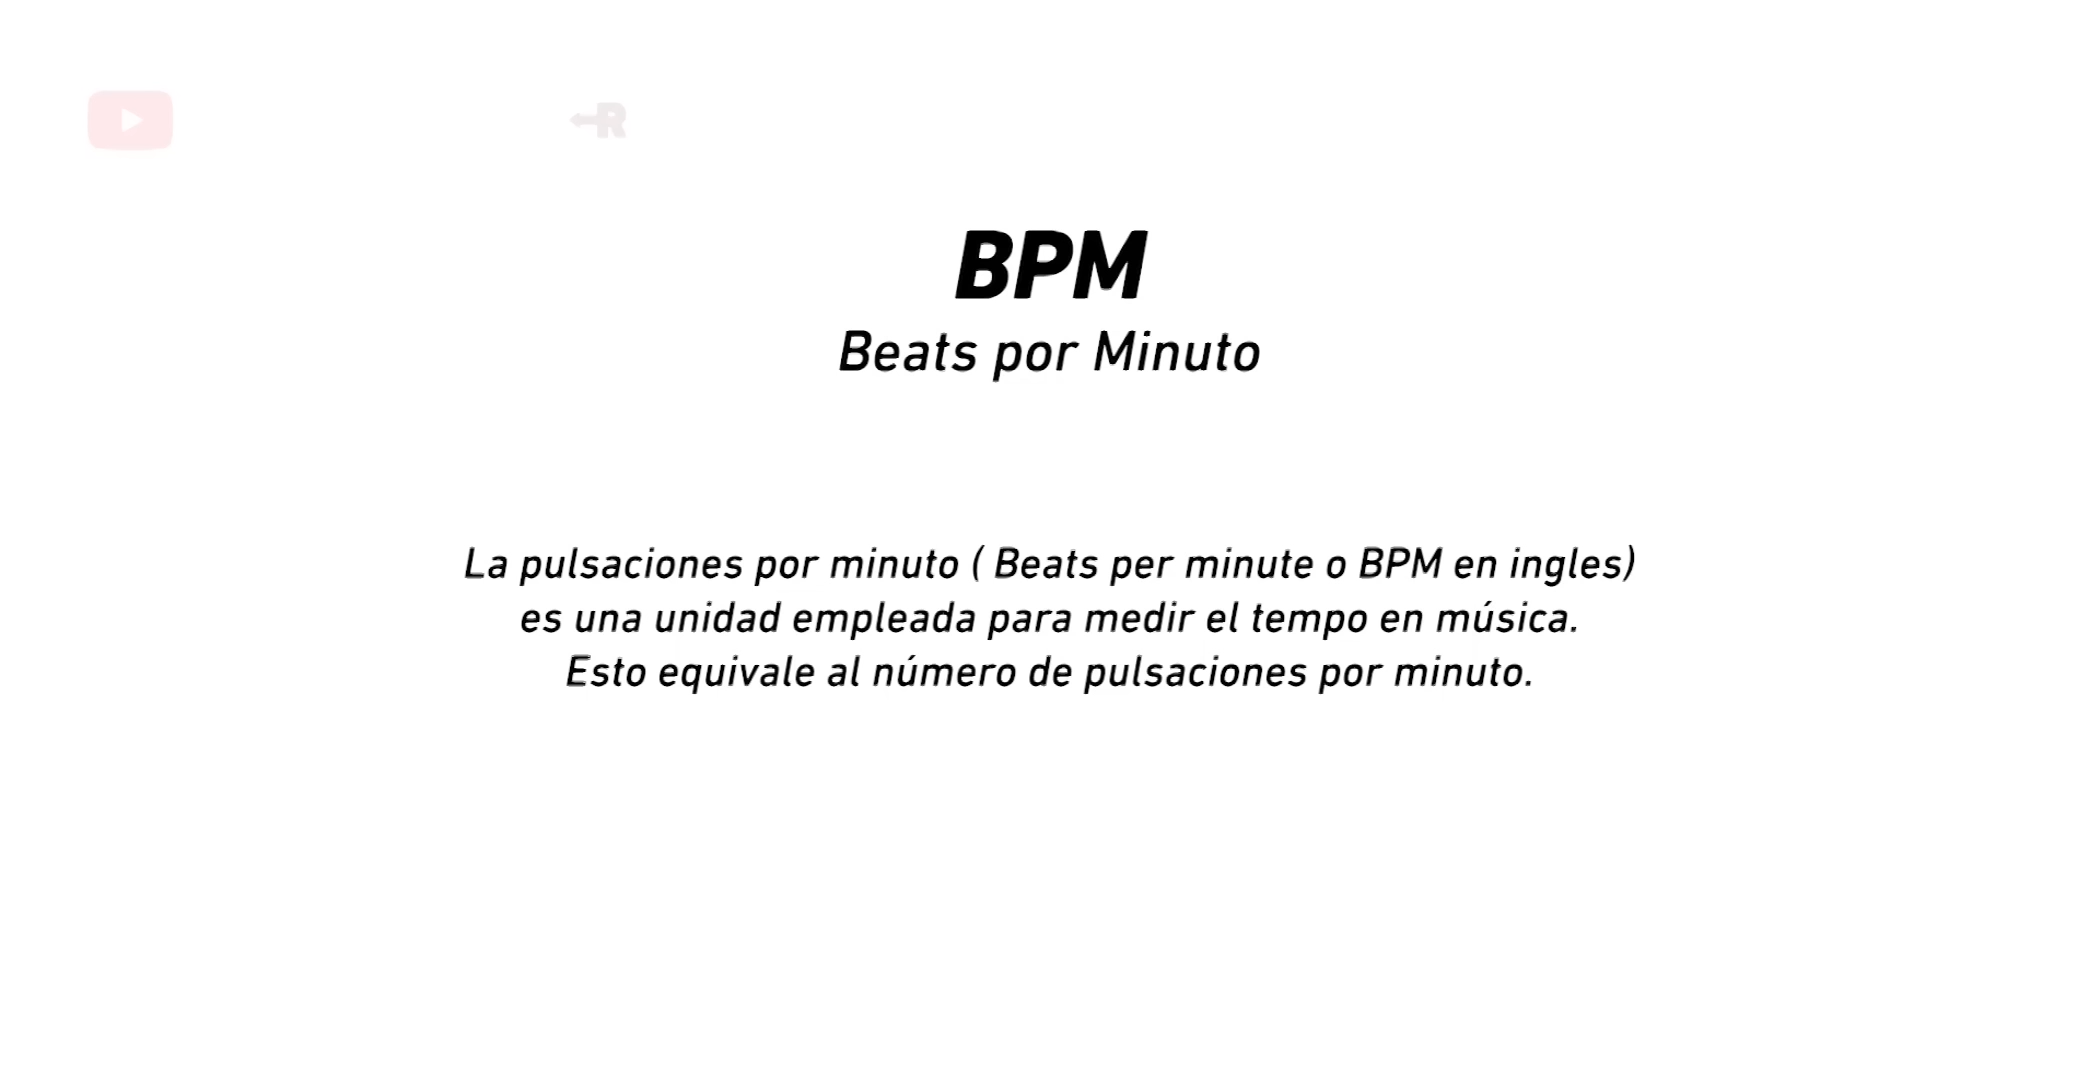 R
BPM
Beats por Minuto
La pulsaciones por minuto ( Beats per minute o BPM en ingles)
es una unidad empleada para medir el tempo en música.
Esto equivale al número de pulsaciones por minuto.